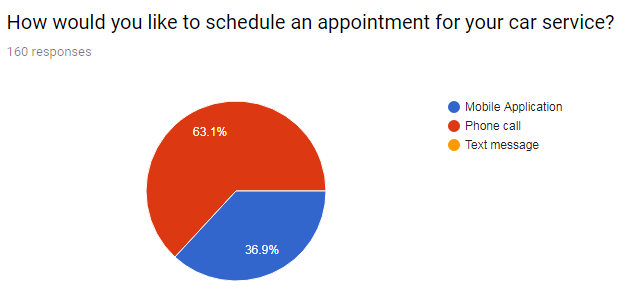 How would you like to schedule an appointment for your car service?
160 responses
Mobile Application
Phone call
Text message
63.1%
36.9%